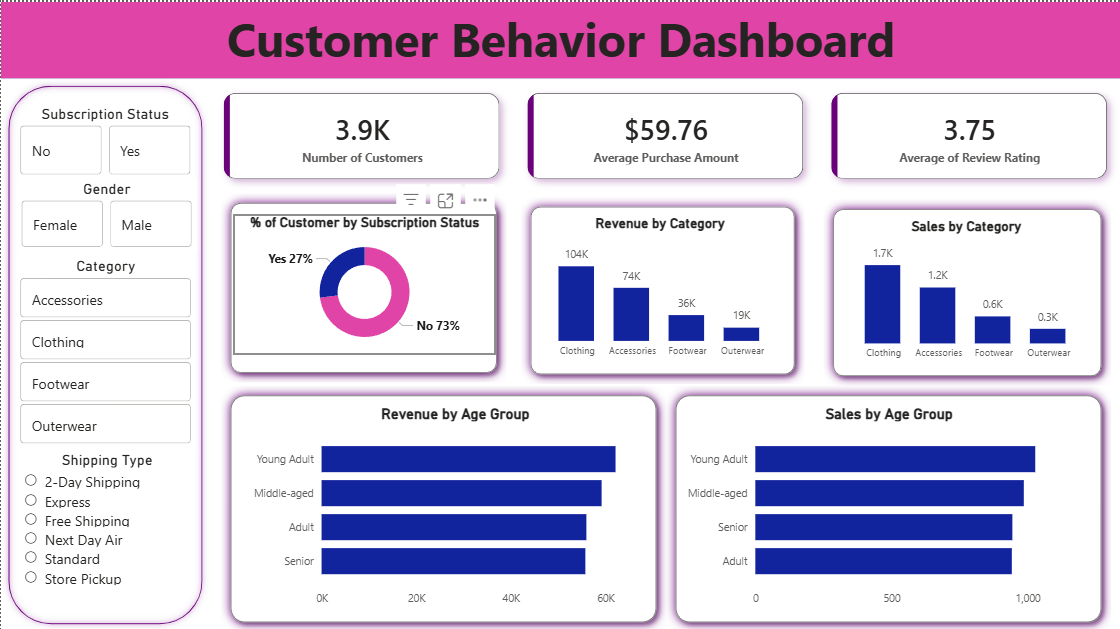 Customer Behavior Dashboard
Subscription Status
No
Yes
Gender
Female
Male
Category
Accessories
Clothing
Footwear
Outerwear
Shipping Type
2-Day Shipping
Express
Free Shipping
Next Day Air
Standard
Store Pickup
3.9K
Number of Customers
$59.76
Average Purchase Amount
3.75
Average of Review Rating
% of Customer by Subscription Status
Yes 27%
No 73%
Revenue by Category
104K
74K
36K
19K
Clothing
Accessories
Footwear
Outerwear
Sales by Category
1.7K
1.2K
0.6K
0.3K
Clothing
Accessories
Footwear
Outerwear
Revenue by Age Group
Young Adult
Middle-aged
Adult
Senior
0K
20K
40K
60K
Sales by Age Group
Young Adult
Middle-aged
Senior
Adult
0
500
1,000